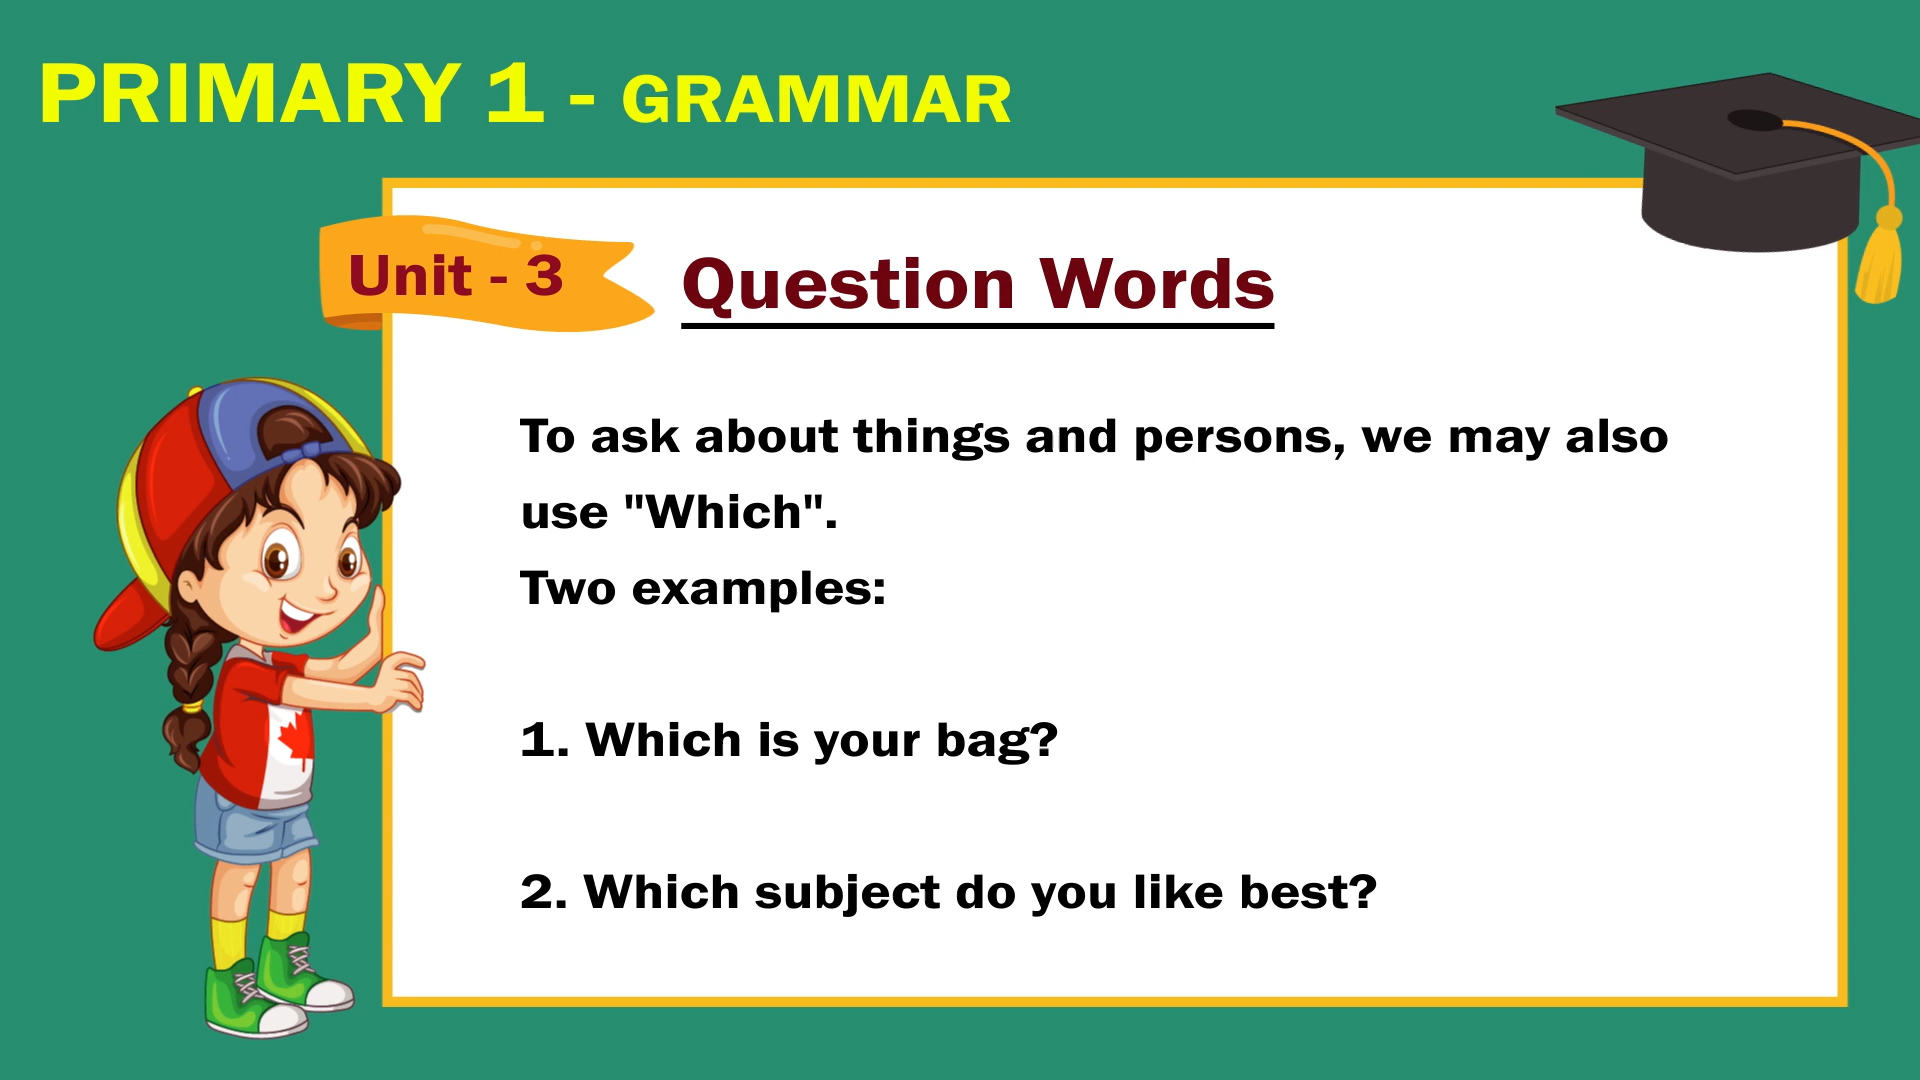 PRIMARY 1 - GRAMMAR
Unit - 3
Question Words
To ask about things and persons, we may also
use "Which".
Two examples:
1. Which is your bag?
2. Which subject do you like best?